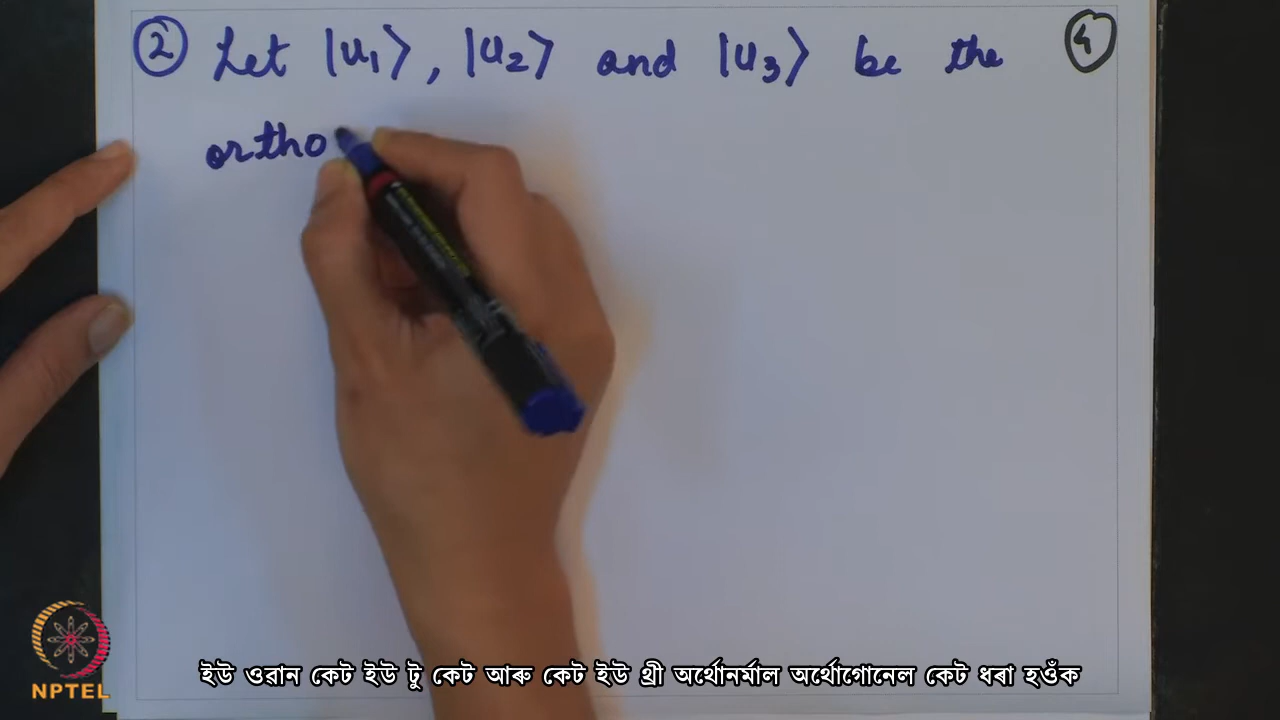 ② Let |u₁⟩, |u₂⟩ and |u₃⟩ be the ④
ortho
NPTEL
ইউ ওৱান কেট ইউ টু কেট আৰু কেট ইউ থ্ৰী অৰ্থোনৰ্মাল অৰ্থোগোনেল কেট ধৰা হওঁক